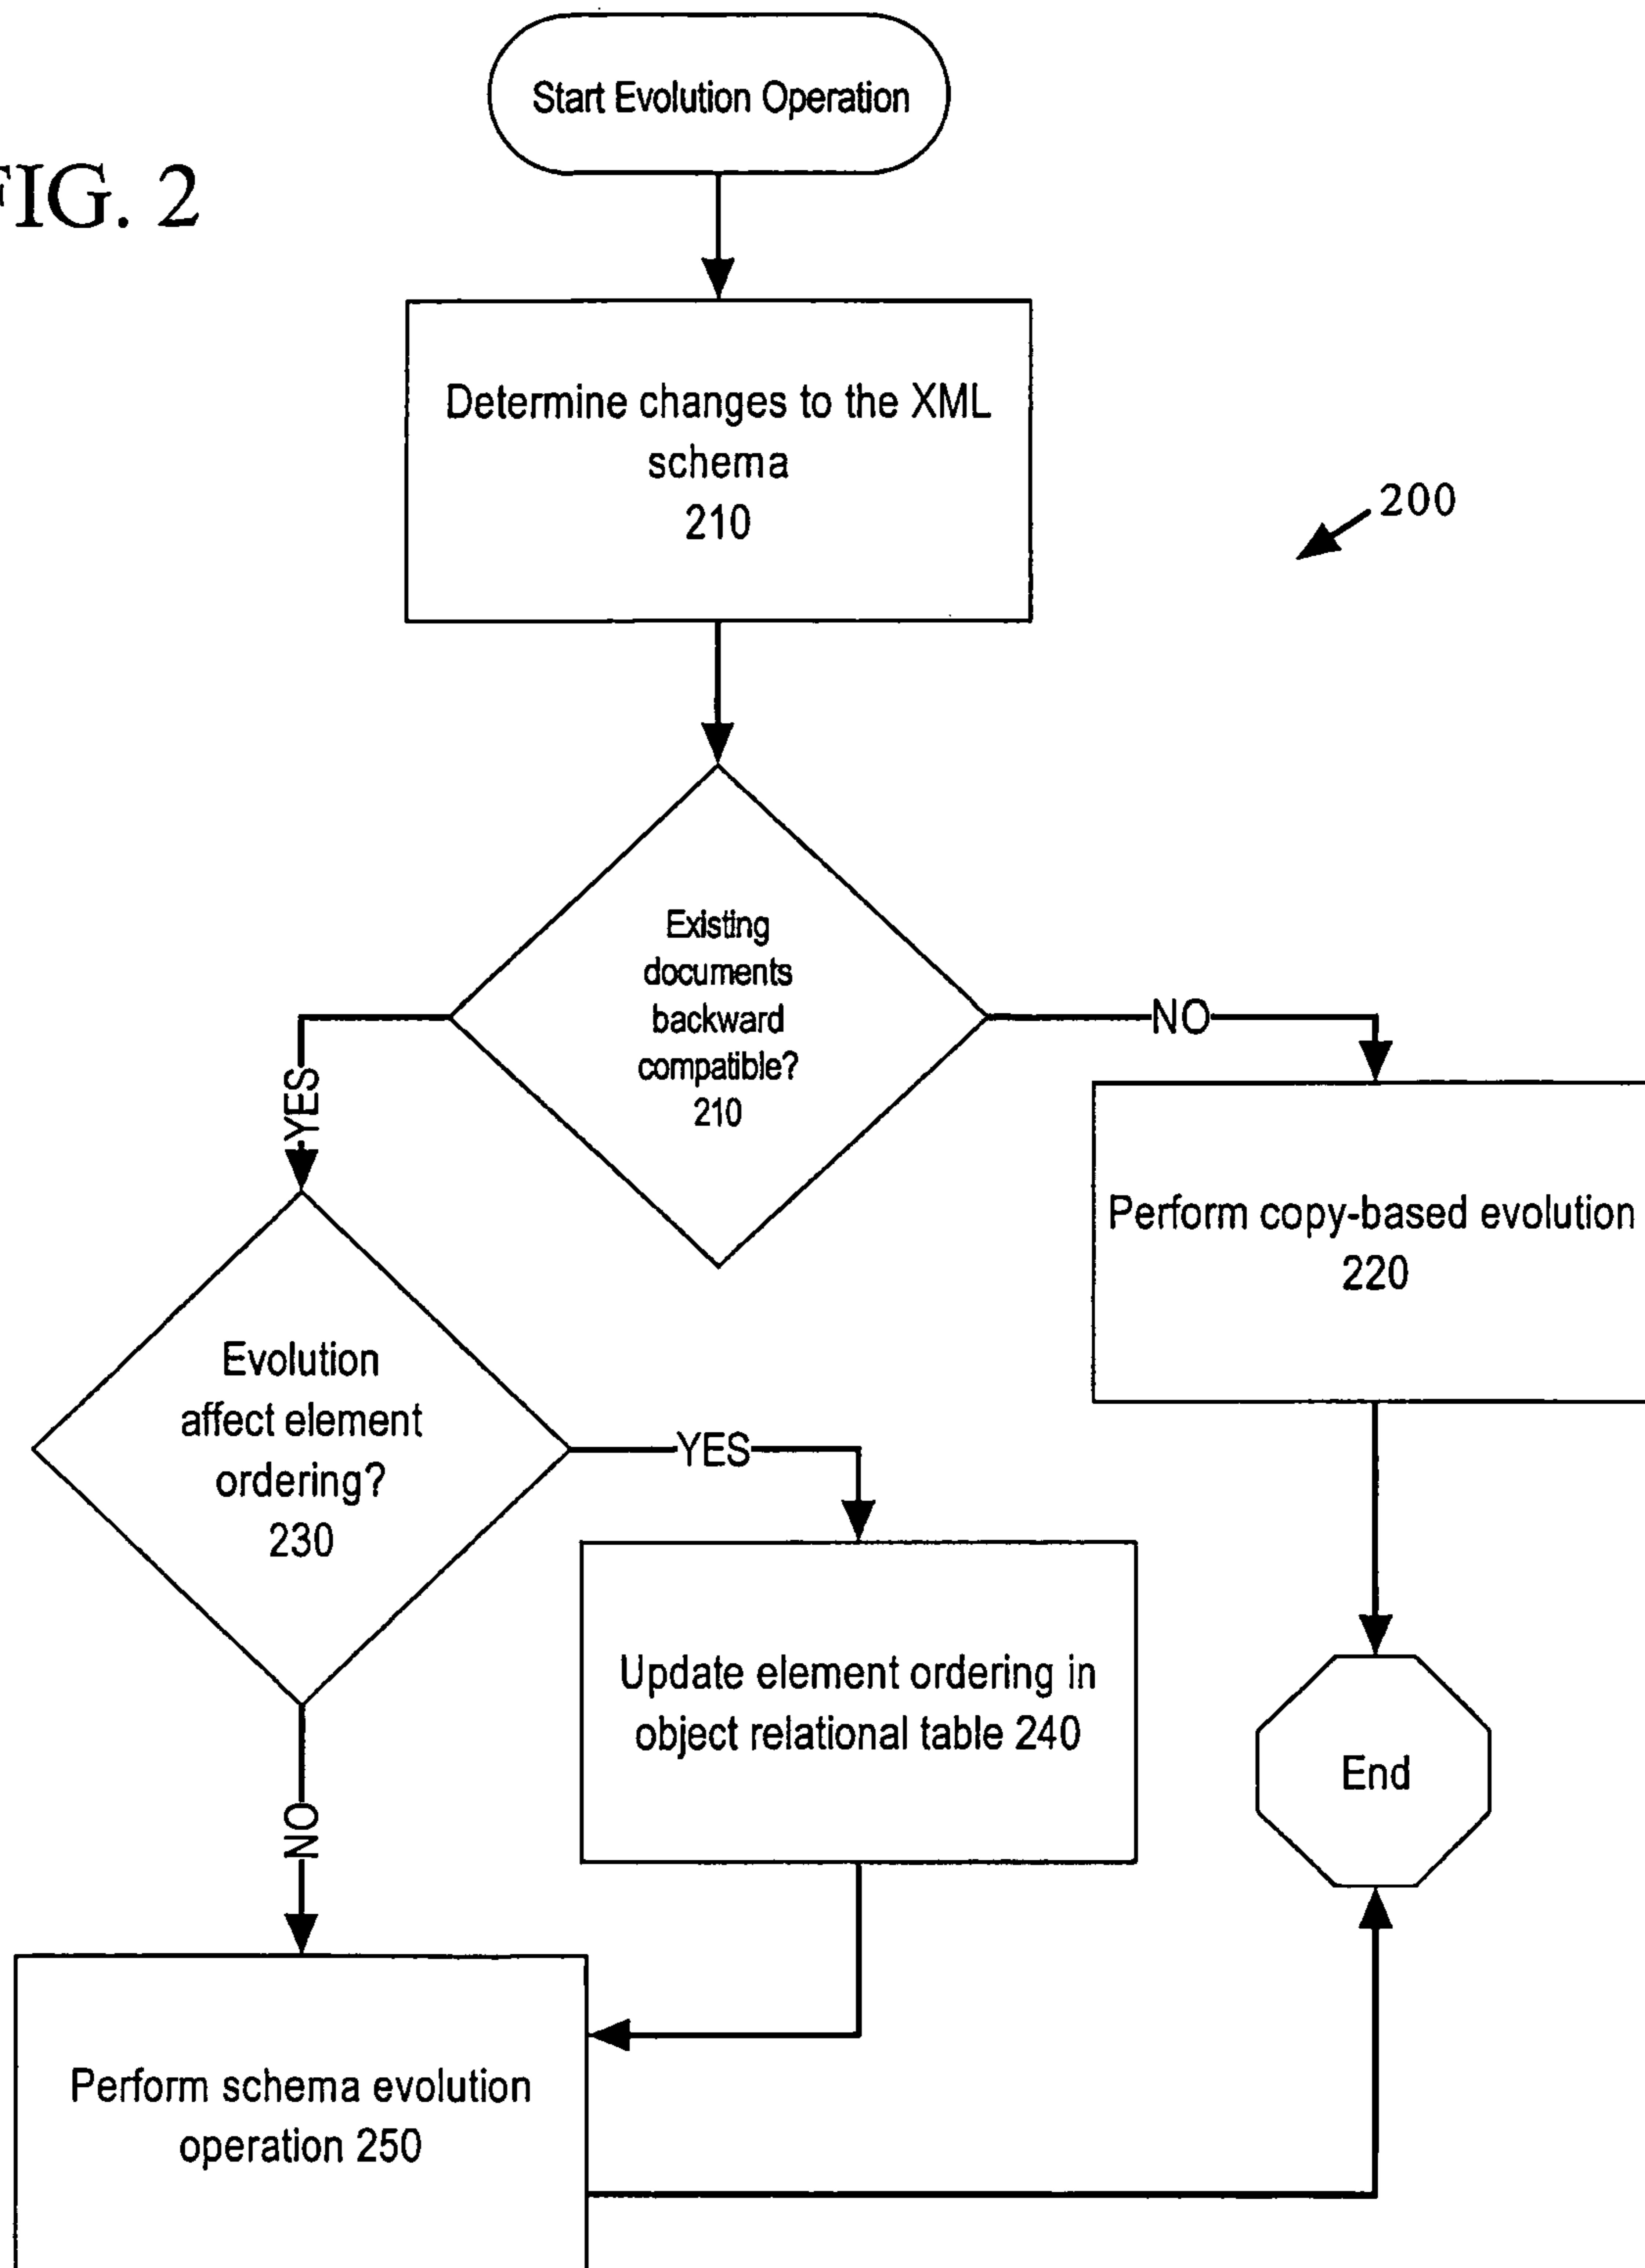 FIG. 2
Start Evolution Operation
Determine changes to the XML
schema
210
200
Existing
documents
backward
compatible?
210
NO
YES
Perform copy-based evolution
220
Evolution
affect element
ordering?
230
YES
Update element ordering in
object relational table 240
End
NO
Perform schema evolution
operation 250